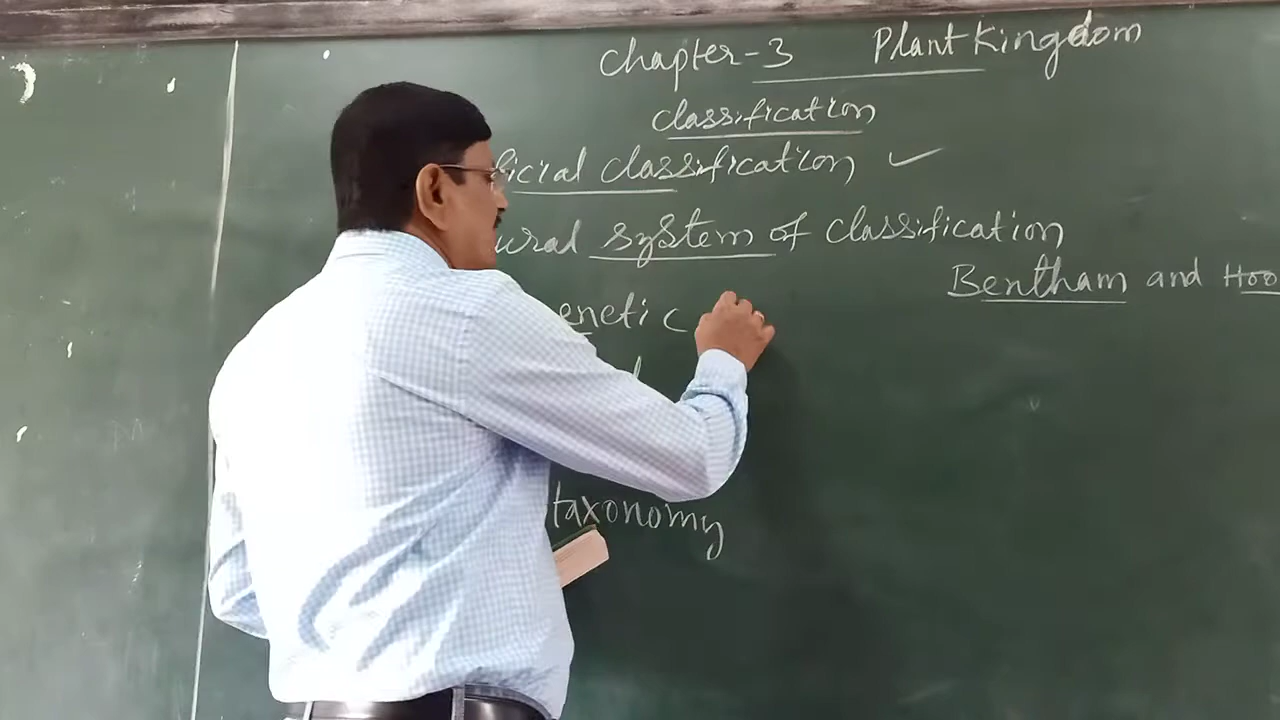 Chapter-3 Plant Kingdom
classification
ficial classification
ural system of classification
Bentham and Hoo
enetic
taxonomy